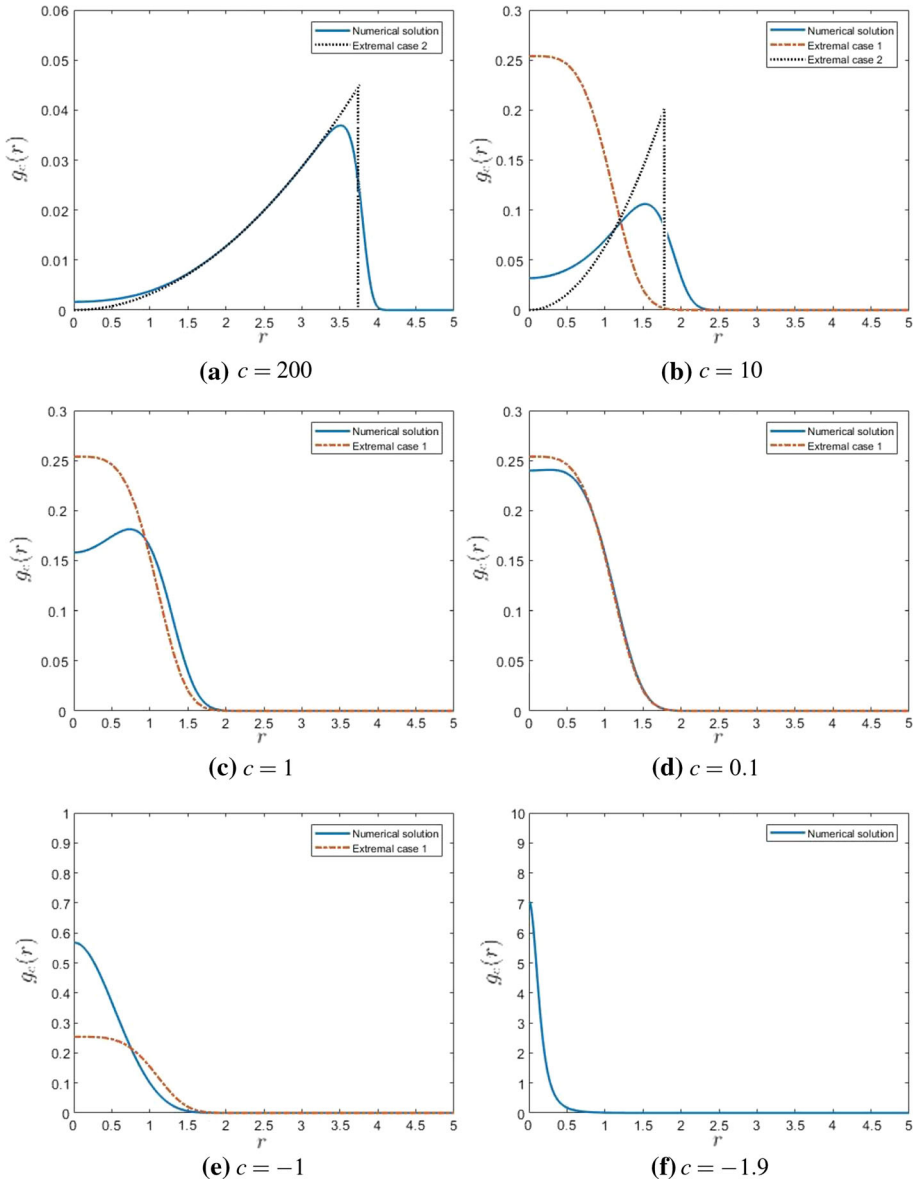 0.06
0.05
0.04
0.03
0.02
0.01
0
g_c(r)
0 0.5 1 1.5 2 2.5 3 3.5 4 4.5 5
r
Numerical solution
Extremal case 2
(a) c = 200
0.3
0.25
0.2
0.15
0.1
0.05
0
g_c(r)
0 0.5 1 1.5 2 2.5 3 3.5 4 4.5 5
r
Numerical solution
Extremal case 1
Extremal case 2
(b) c = 10
0.3
0.25
0.2
0.15
0.1
0.05
0
g_c(r)
0 0.5 1 1.5 2 2.5 3 3.5 4 4.5 5
r
Numerical solution
Extremal case 1
(c) c = 1
0.3
0.25
0.2
0.15
0.1
0.05
0
g_c(r)
0 0.5 1 1.5 2 2.5 3 3.5 4 4.5 5
r
Numerical solution
Extremal case 1
(d) c = 0.1
1
0.9
0.8
0.7
0.6
0.5
0.4
0.3
0.2
0.1
0
g_c(r)
0 0.5 1 1.5 2 2.5 3 3.5 4 4.5 5
r
Numerical solution
Extremal case 1
(e) c = −1
10
9
8
7
6
5
4
3
2
1
0
g_c(r)
0 0.5 1 1.5 2 2.5 3 3.5 4 4.5 5
r
Numerical solution
(f) c = −1.9